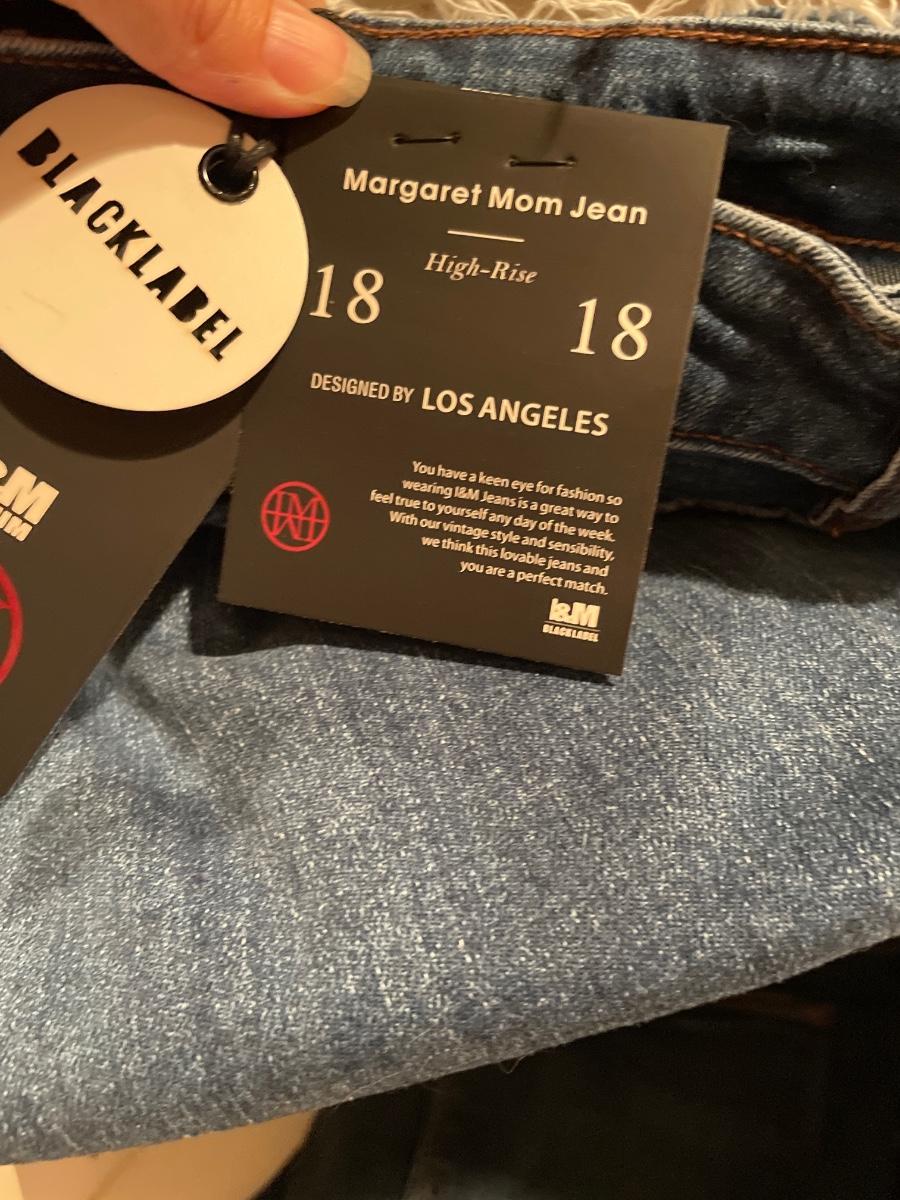 BLACKLABEL
Margaret Mom Jean
High-Rise
18
18
DESIGNED BY LOS ANGELES
You have a keen eye for fashion so
wearing I&M Jeans is a great way to
feel true to yourself any day of the week.
With our vintage style and sensibility,
we think this lovable jeans and
you are a perfect match.
I&M
BLACKLABEL
&M
IM